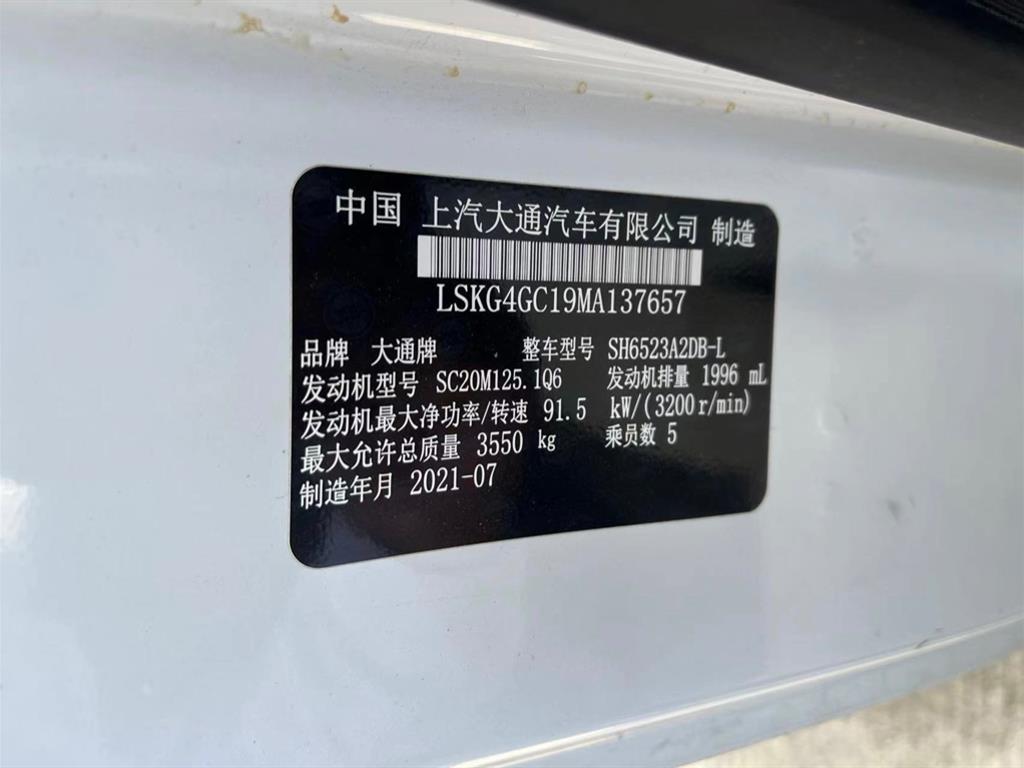 中国 上汽大通汽车有限公司 制造
LSKG4GC19MA137657
品牌 大通牌 整车型号 SH6523A2DB-L
发动机型号 SC20M125.1Q6 发动机排量 1996 mL
发动机最大净功率/转速 91.5 kW/(3200r/min)
最大允许总质量 3550 kg 乘员数 5
制造年月 2021-07